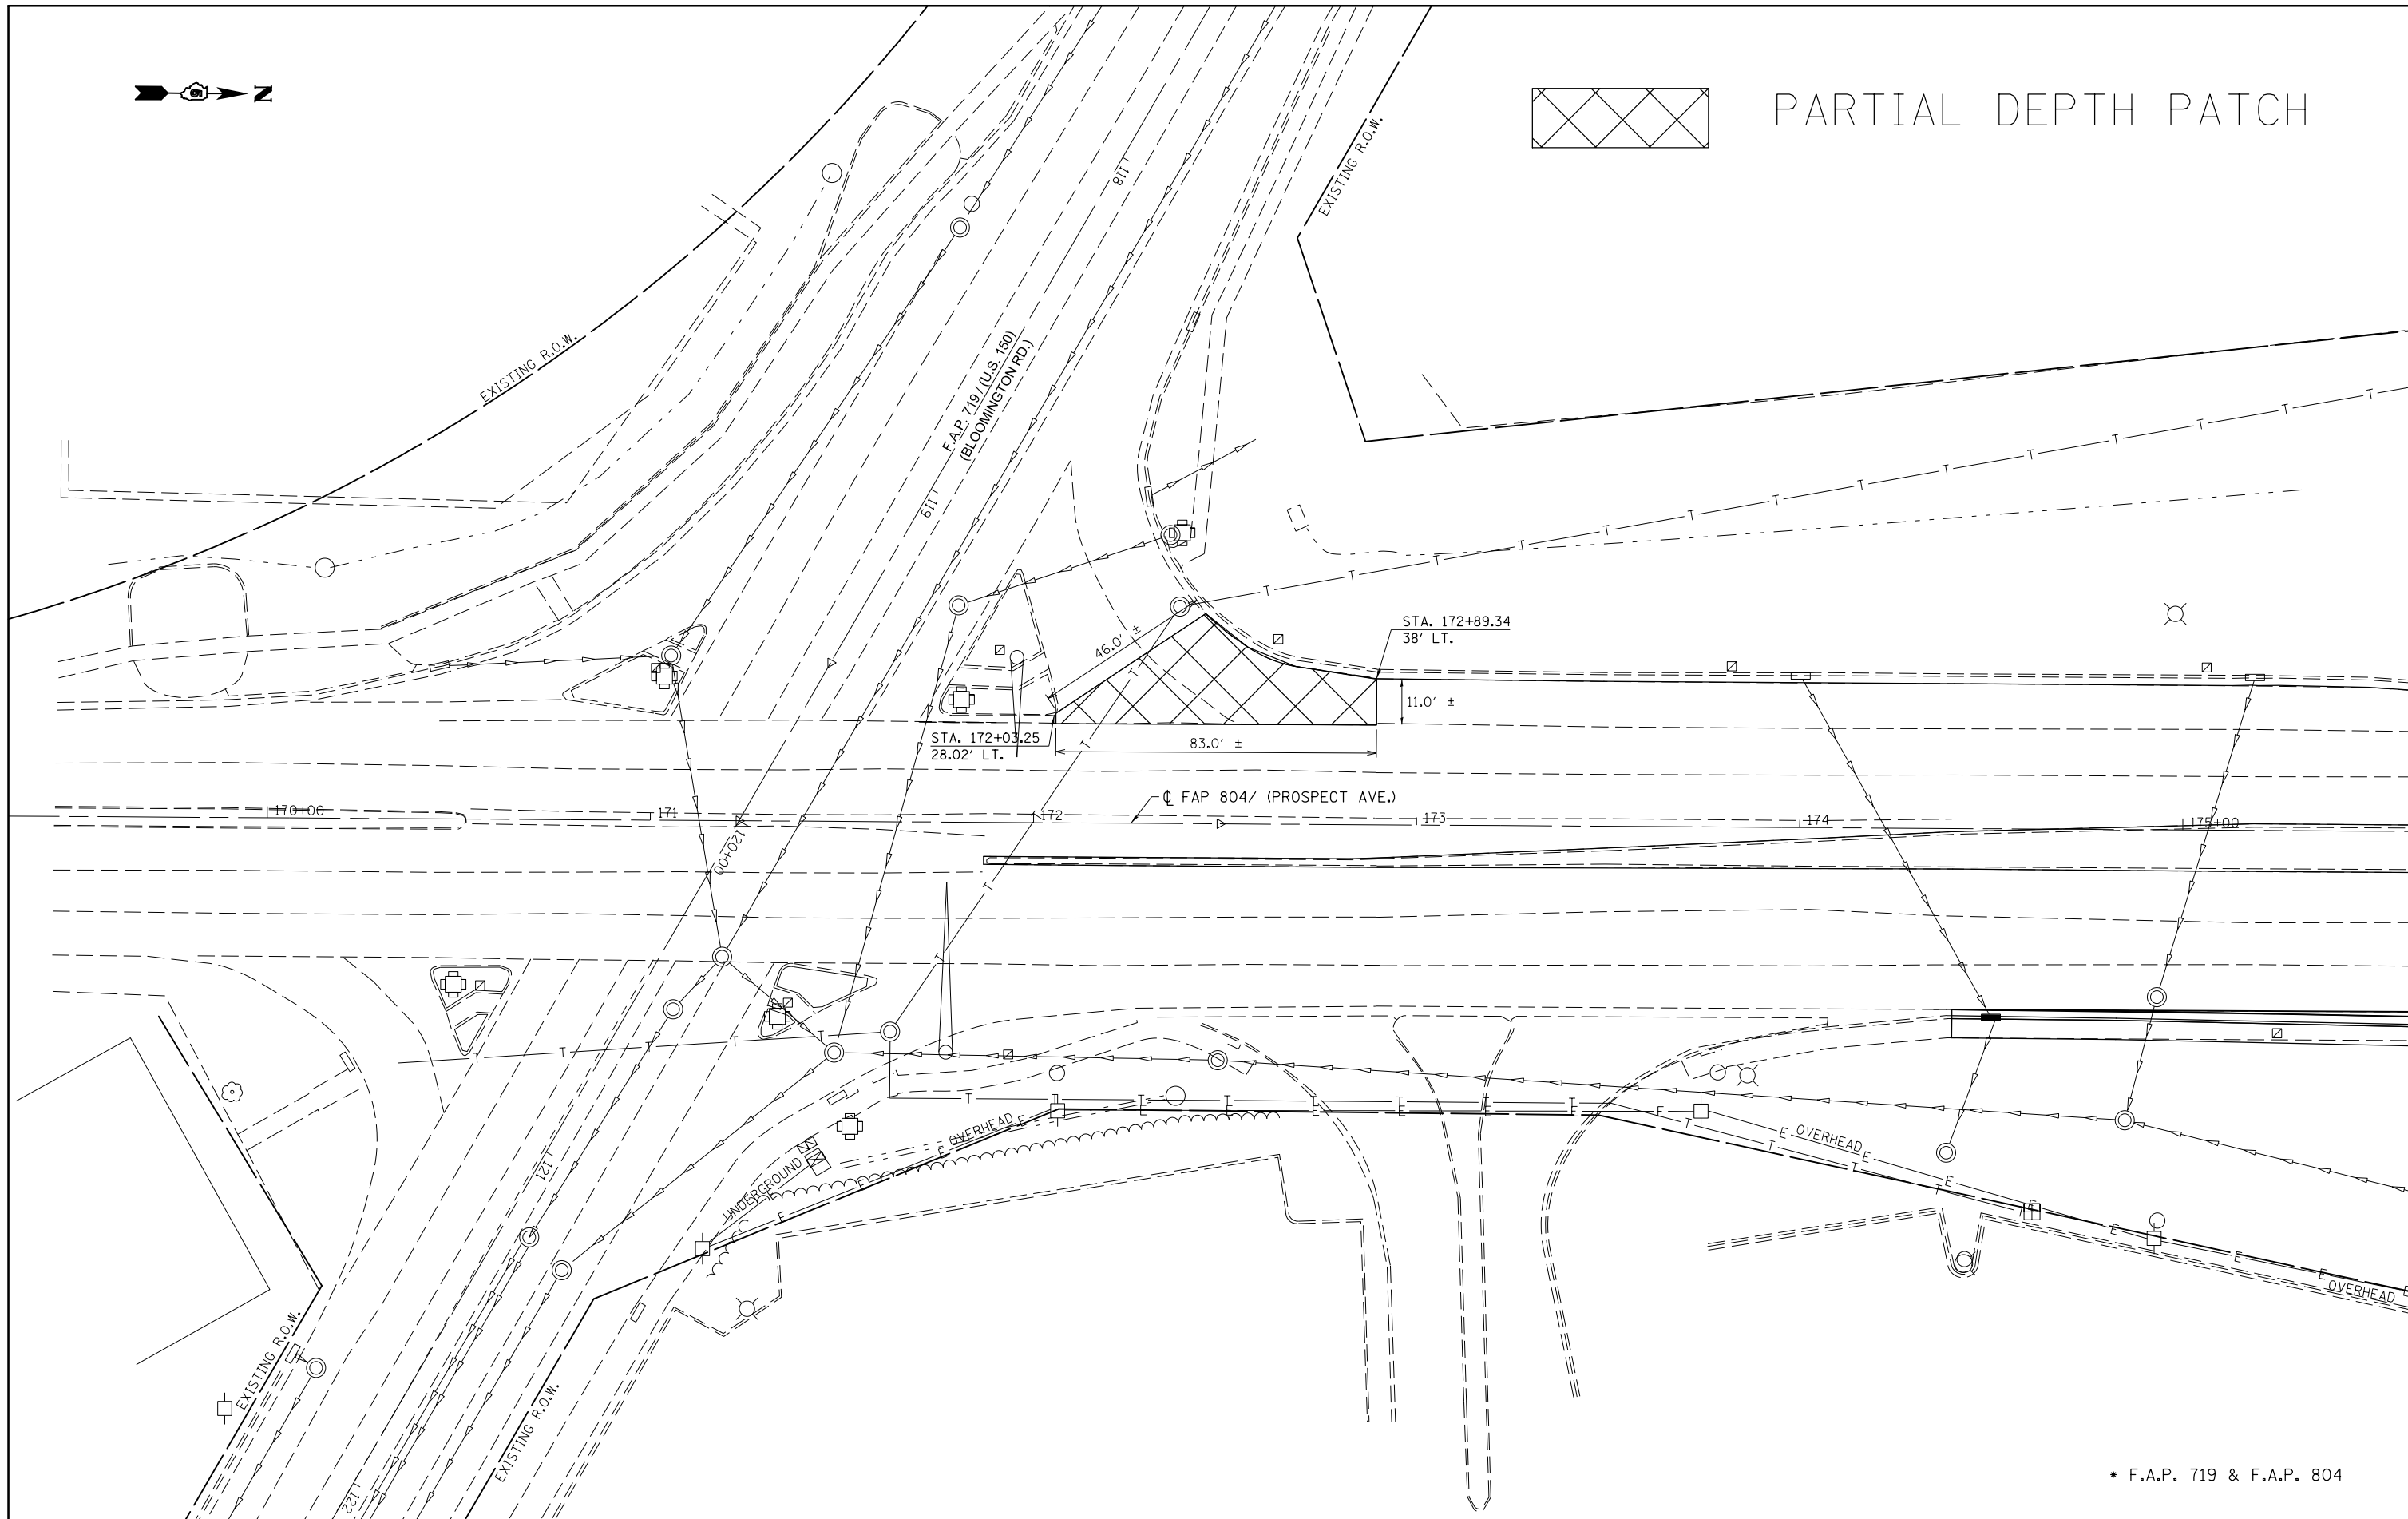 N
PARTIAL DEPTH PATCH
118
EXISTING R.O.W.
EXISTING R.O.W.
F.A.P. 719/(U.S. 150)
(BLOOMINGTON RD.)
119
T T T T T T T T T T T T T T
46.0' ±
STA. 172+89.34
38' LT.
11.0' ±
STA. 172+03.25
28.02' LT.
83.0' ±
T
T
T
℄ FAP 804/ (PROSPECT AVE.)
170+00
171
172
173
174
175+00
120+00
T
T
T T T T T
T T T T T T T T
E E E E E E
OVERHEAD E
E
E OVERHEAD
E
E
T
T
T
UNDERGROUND
E
E
E
121
E E E E
OVERHEAD E
EXISTING R.O.W.
EXISTING R.O.W.
122
* F.A.P. 719 & F.A.P. 804